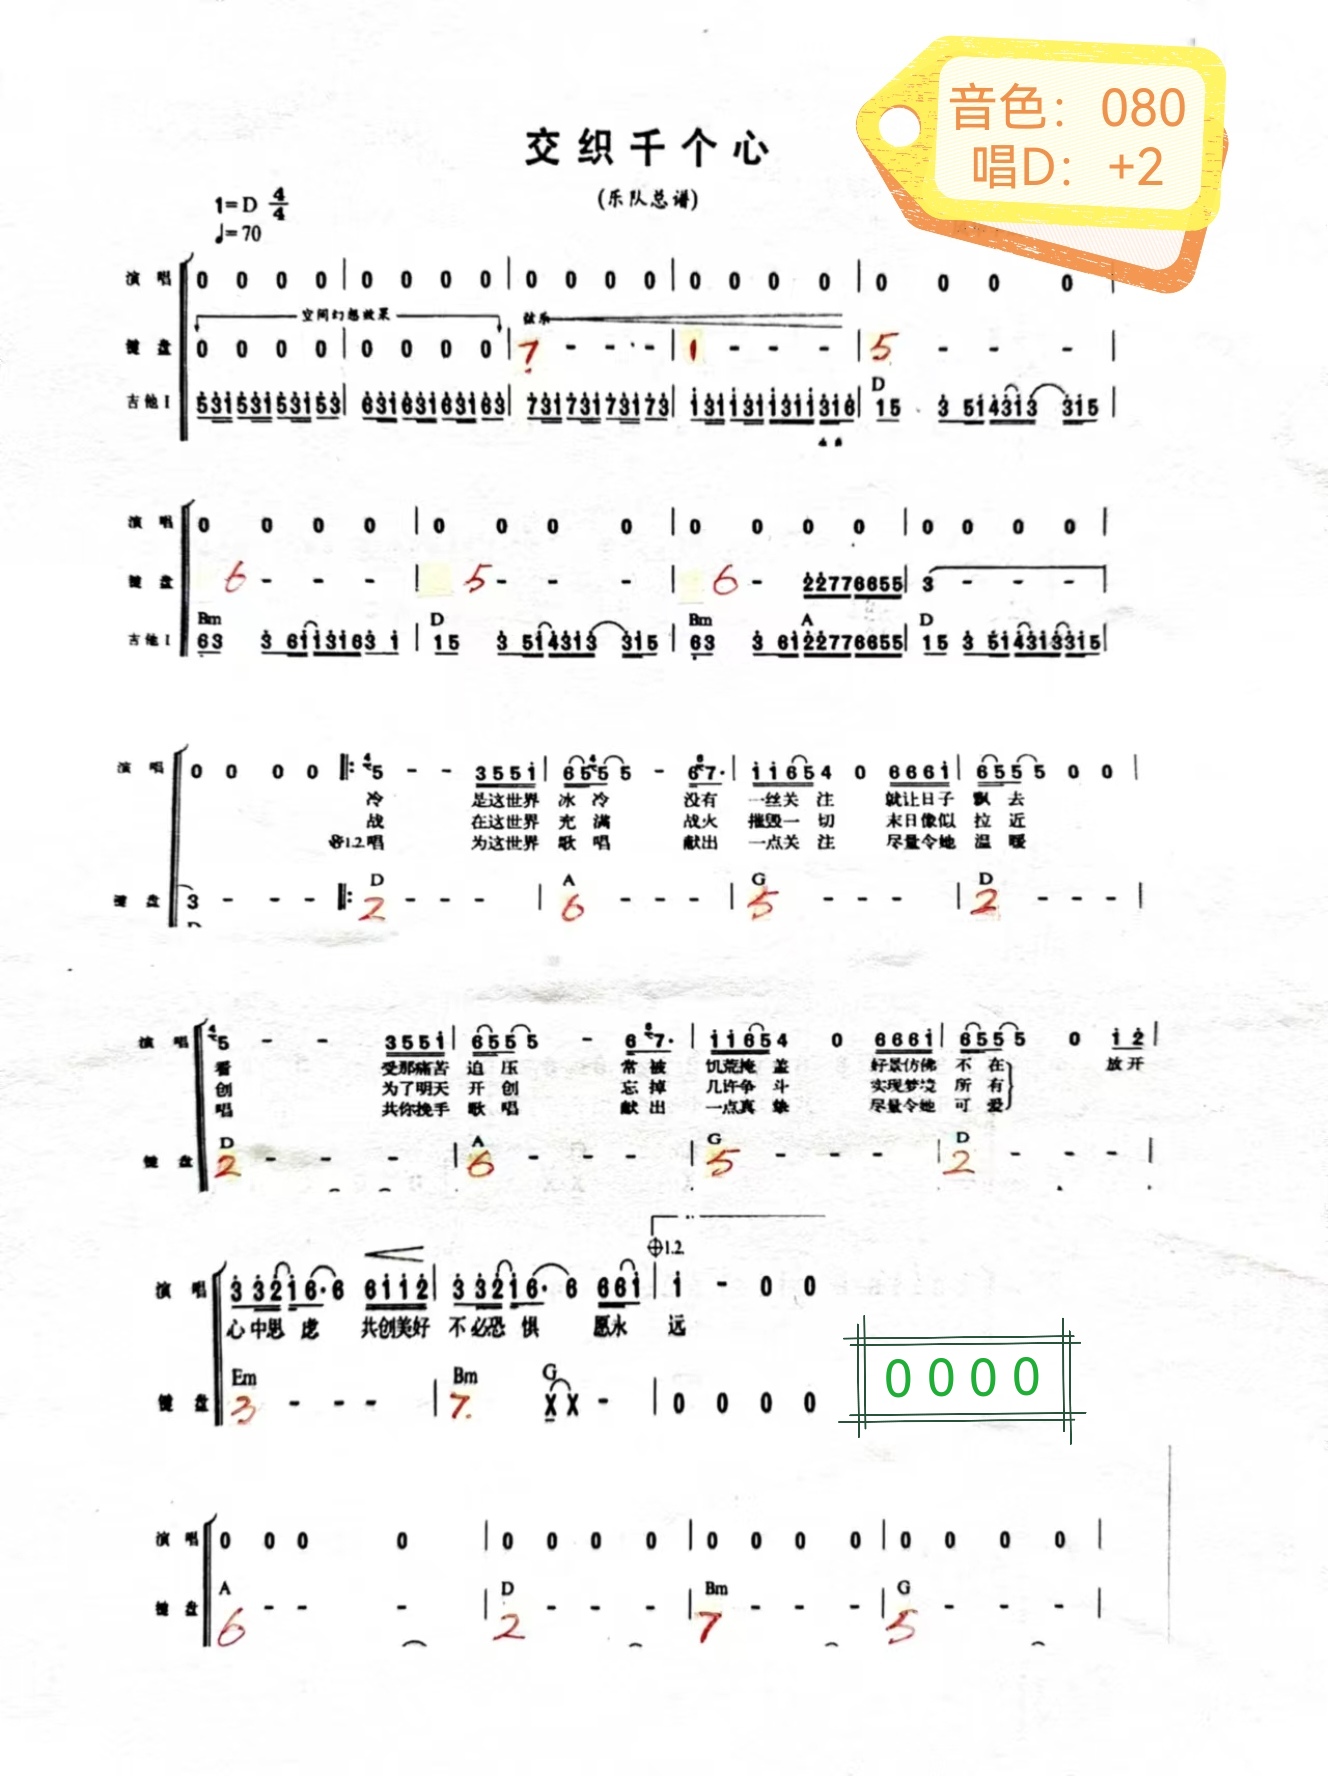 音色：080
唱D：+2
交织千个心
(乐队总谱)
1=D 4/4
♩=70
演 唱 0 0 0 0 | 0 0 0 0 | 0 0 0 0 | 0 0 0 0 | 0 0 0 0 |
空间幻想效果 弦乐
键 盘 0 0 0 0 | 0 0 0 0 | 7 - - - | 1 - - - | 5 - - - |
D
吉他I 5315315315 3 | 6316316316 3 | 7317317317 3 | 1311311311316 | 15 3 514313 315 |
演 唱 0 0 0 0 | 0 0 0 0 | 0 0 0 0 | 0 0 0 0 |
键 盘 6 - - - | 5 - - - | 6 - 22776655 | 3 - - - |
Bm D Bm A D
吉他I 63 3 61131631 | 15 3 514313 315 | 63 3 6122776655 | 15 3 514313315 |
演 唱 0 0 0 0 ‖: 5 - - 3551 | 6555 - 67· | 11654 0 6661 | 6555 0 0 |
冷 是这世界 冰 冷 没有 一丝关 注 就让日子 飘 去
战 在这世界 充 满 战火 摧毁一 切 末日像似 拉 近
1.2.唱 为这世界 歌 唱 献出 一点关 注 尽量令她 温 暖
D A G D
键 盘 3 - - - ‖: 2 - - - | 6 - - - | 5 - - - | 2 - - - |
演 唱 5 - - 3551 | 6555 - 67· | 11654 0 6661 | 6555 0 12 |
看 受那痛苦 迫 压 常 被 饥荒掩 盖 好景仿佛 不 在 放开
创 为了明天 开 创 忘 掉 几许争 斗 实现梦境 所 有
唱 共你挽手 歌 唱 献 出 一点真 挚 尽量令她 可 爱
D A G D
键 盘 2 - - - | 6 - - - | 5 - - - | 2 - - - |
1.2.
演 唱 3 3216·6 6112 | 3 3216· 6 661 | 1 - 0 0
心 中思 虑 共创美好 不 必恐 惧 愿永 远
Em Bm G
键 盘 3 - - - | 7 X X - | 0 0 0 0
0 0 0 0
演 唱 0 0 0 0 | 0 0 0 0 | 0 0 0 0 | 0 0 0 0 |
A D Bm G
键 盘 6 - - - | 2 - - - | 7 - - - | 5 - - - |